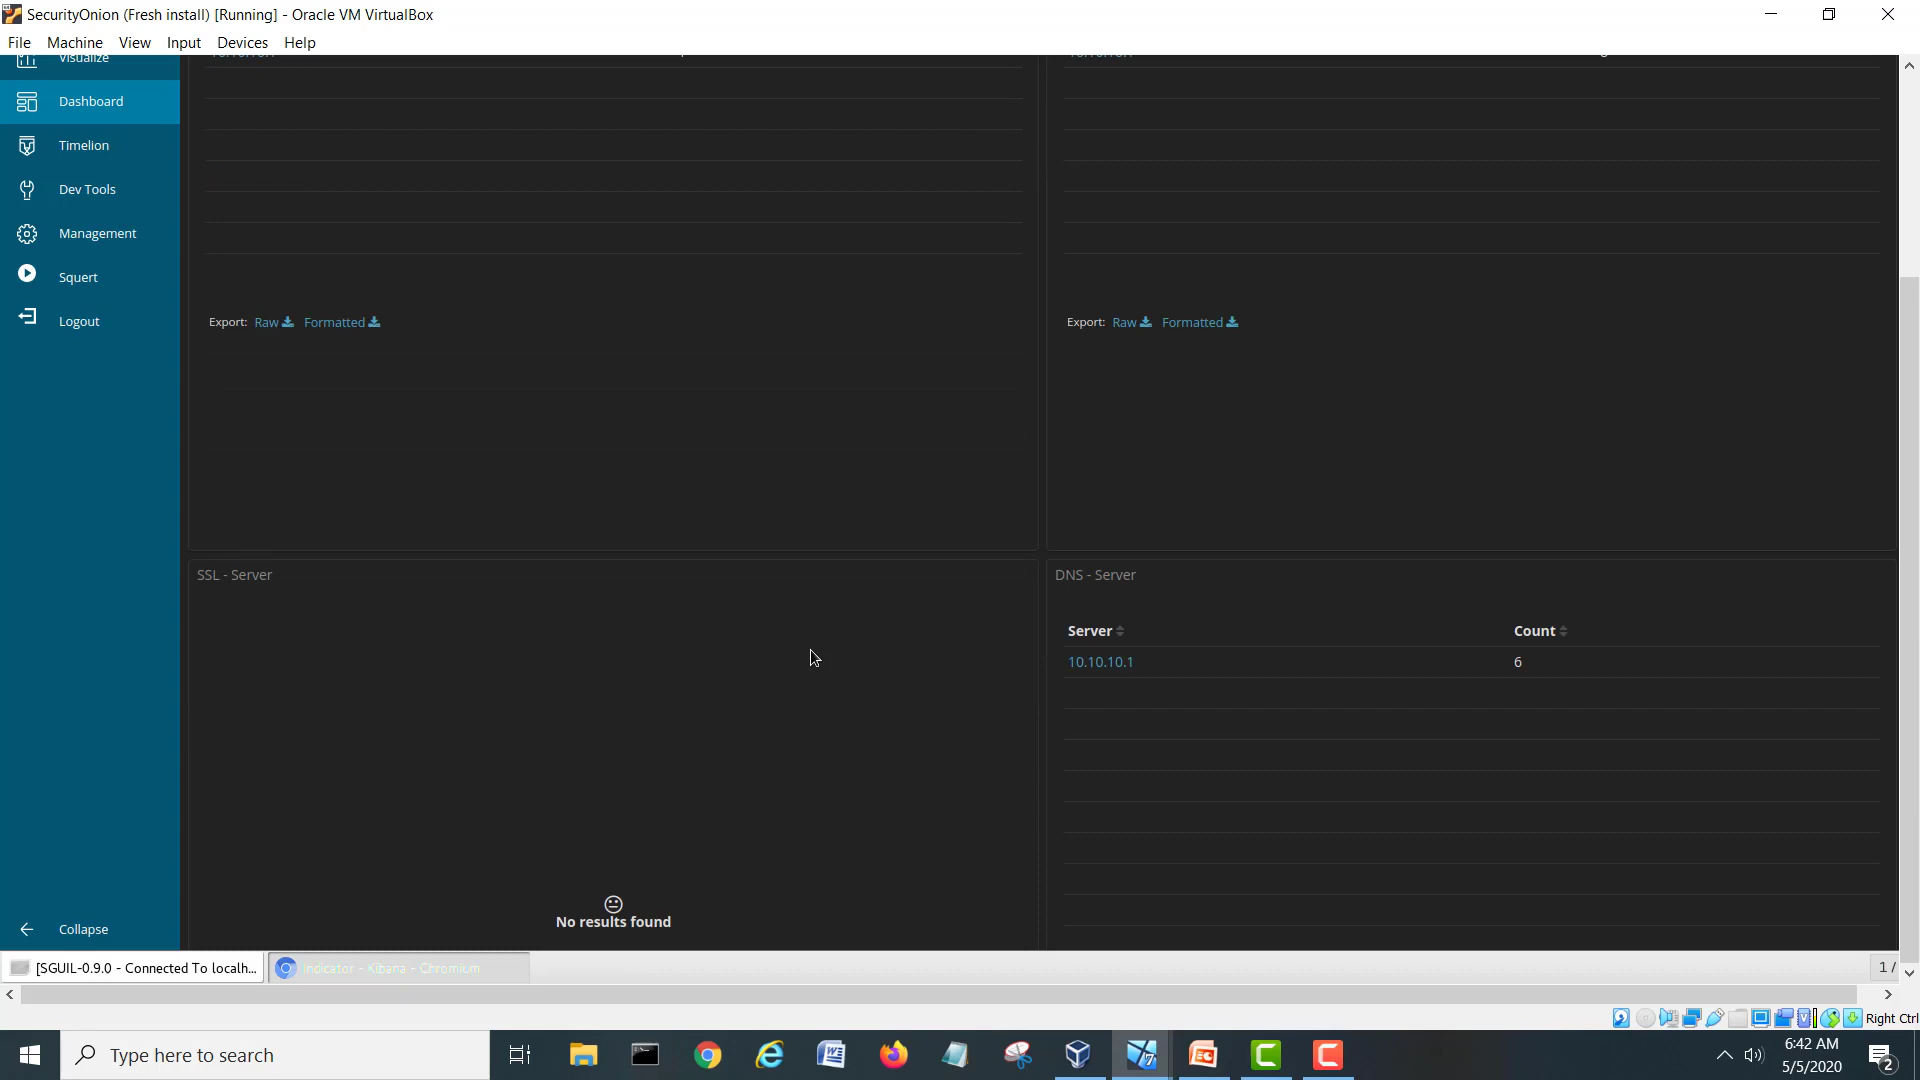 SecurityOnion (Fresh install) [Running] - Oracle VM VirtualBox
File Machine View Input Devices Help
Visualize
Dashboard
Timelion
Dev Tools
Management
Squert
Logout
Export: Raw Formatted
Export: Raw Formatted
SSL - Server
No results found
DNS - Server
Server Count
10.10.10.1 6
Collapse
[SGUIL-0.9.0 - Connected To localh...
Indicator - Kibana - Chromium
1 /
Right Ctrl
Type here to search
6:42 AM
5/5/2020
2